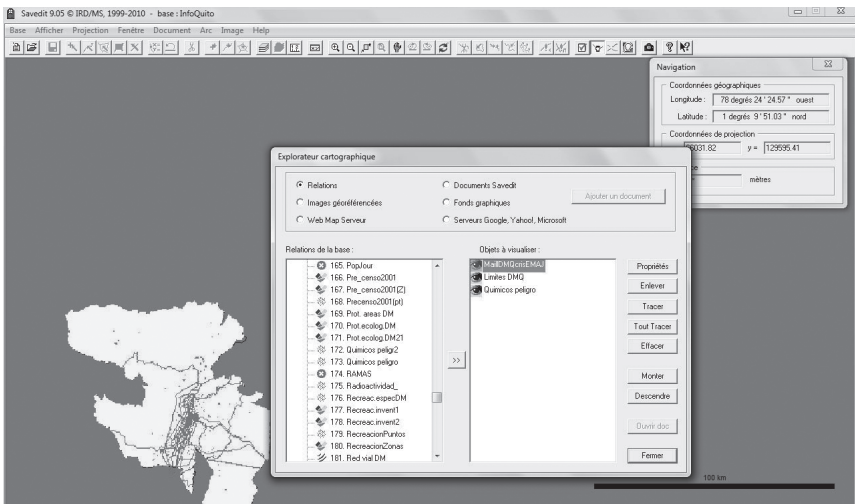 Savedit 9.05 © IRD/MS, 1999-2010 - base : InfoQuito
Base Afficher Projection Fenêtre Document Arc Image Help
Navigation
Coordonnées géographiques
Longitude : 78 degrés 24 ' 24.57 " ouest
Latitude : 1 degrés 9 ' 51.03 " nord
Coordonnées de projection
6031.82 y = 129595.41
mètres
Explorateur cartographique
Relations
Documents Savedit
Images géoréférencées
Fonds graphiques
Web Map Serveur
Serveurs Google, Yahool, Microsoft
Ajouter un document
Relations de la base :
165. PopJour
166. Pre_censo2001
167. Pre_censo2001(Z)
168. Precenso2001(pt)
169. Prot. areas DM
170. Prot.ecolog.DM
171. Prot.ecolog.DM21
172. Quimicos peligr2
173. Quimicos peligro
174. RAMAS
175. Radioactividad_
176. Recreac.especDM
177. Recreac.invent1
178. Recreac.invent2
179. RecreacionPuntos
180. RecreacionZonas
181. Red vial DM
>>
Objets à visualiser :
MaillDMQcrisEMAJ
Limites DMQ
Quimicos peligro
Propriétés
Enlever
Tracer
Tout Tracer
Effacer
Monter
Descendre
Ouvrir doc
Fermer
100 km